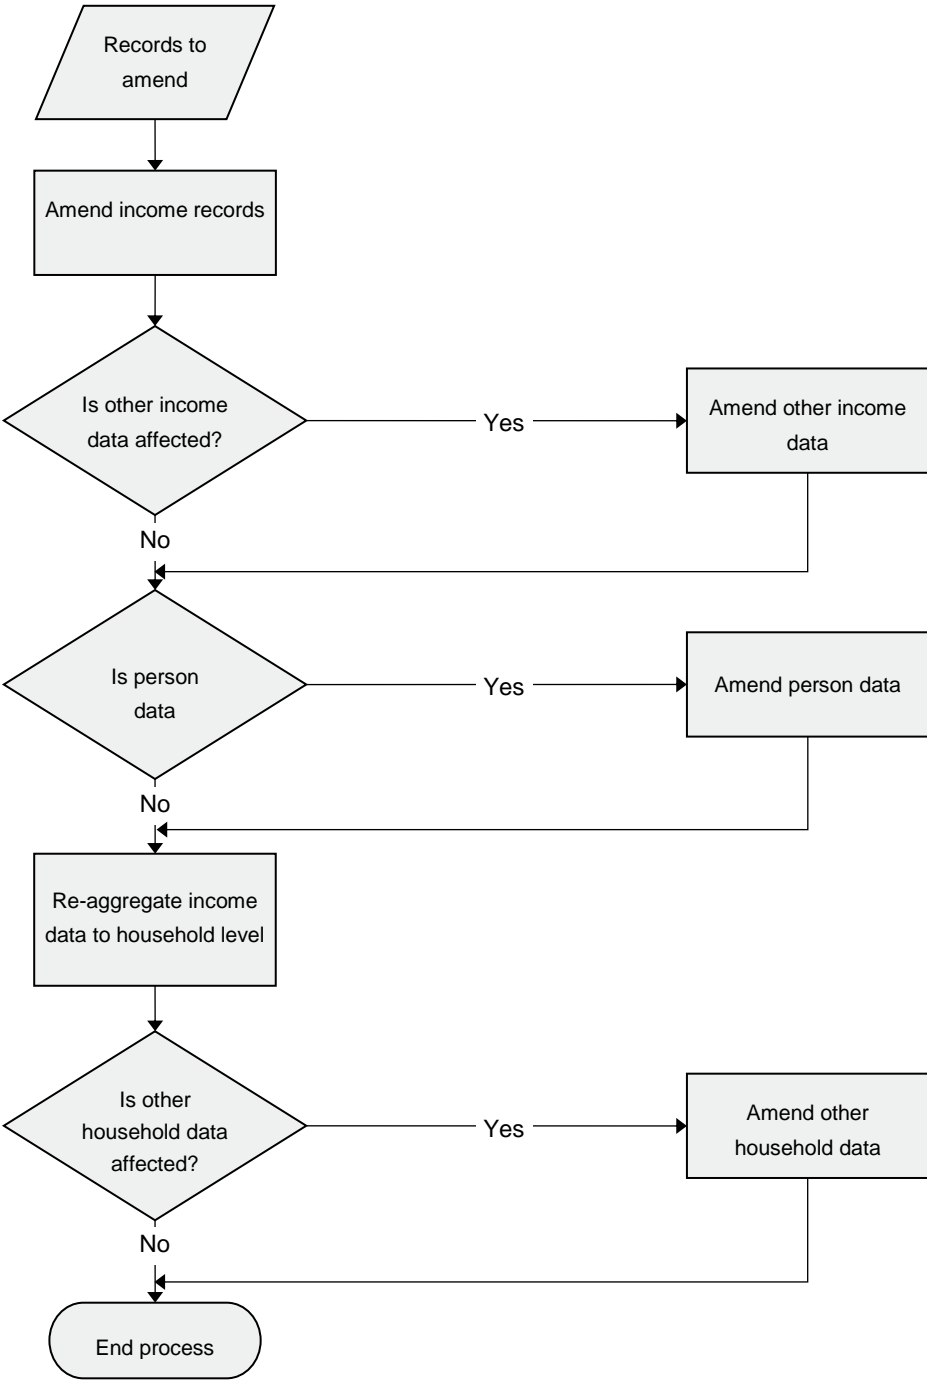 Records to
amend
Amend income records
Is other income
data affected?
Yes
Amend other income
data
No
Is person
data
Yes
Amend person data
No
Re-aggregate income
data to household level
Is other
household data
affected?
Yes
Amend other
household data
No
End process